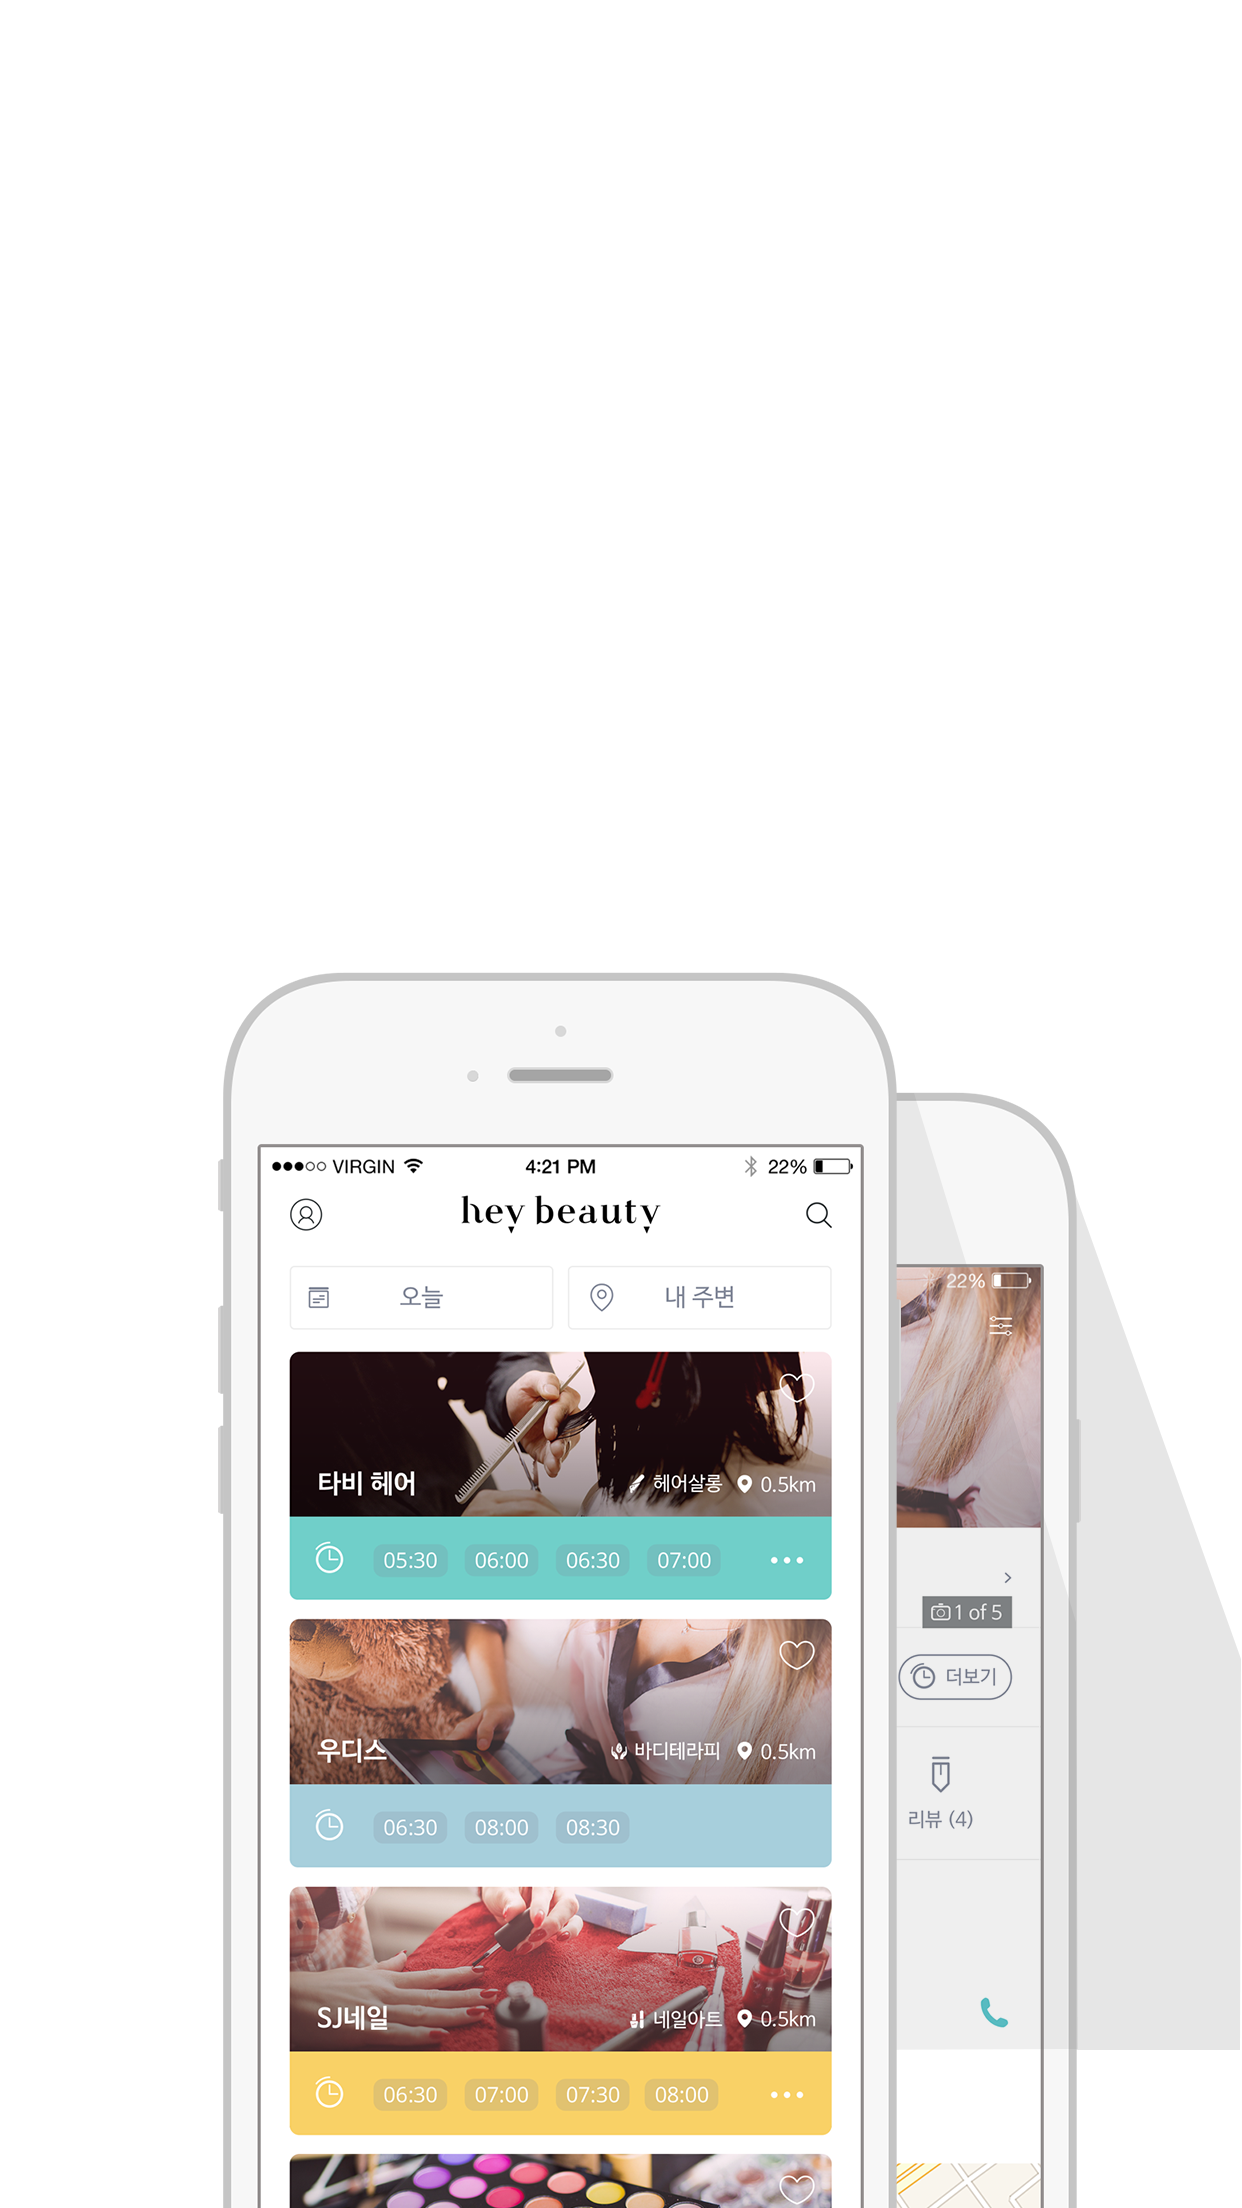 VIRGIN 4:21 PM 22%
hey beauty
오늘 내 주변
타비 헤어 헤어살롱 0.5km
05:30 06:00 06:30 07:00
우디스 바디테라피 0.5km
06:30 08:00 08:30
SJ네일 네일아트 0.5km
06:30 07:00 07:30 08:00
22%
1 of 5
더보기
리뷰 (4)